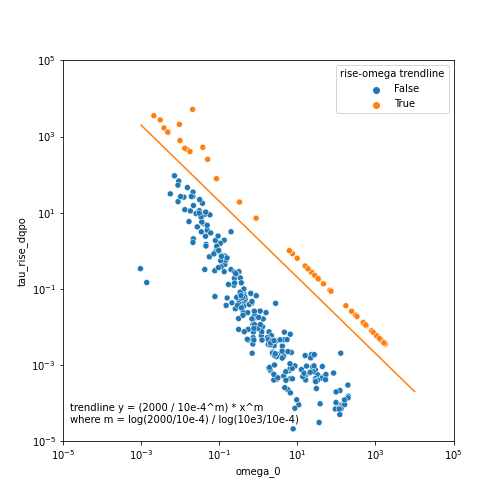 rise-omega trendline
False
True
10^5
10^3
10^1
10^-1
10^-3
10^-5
tau_rise_dqpo
trendline y = (2000 / 10e-4^m) * x^m
where m = log(2000/10e-4) / log(10e3/10e-4)
10^-5
10^-3
10^-1
10^1
10^3
10^5
omega_0